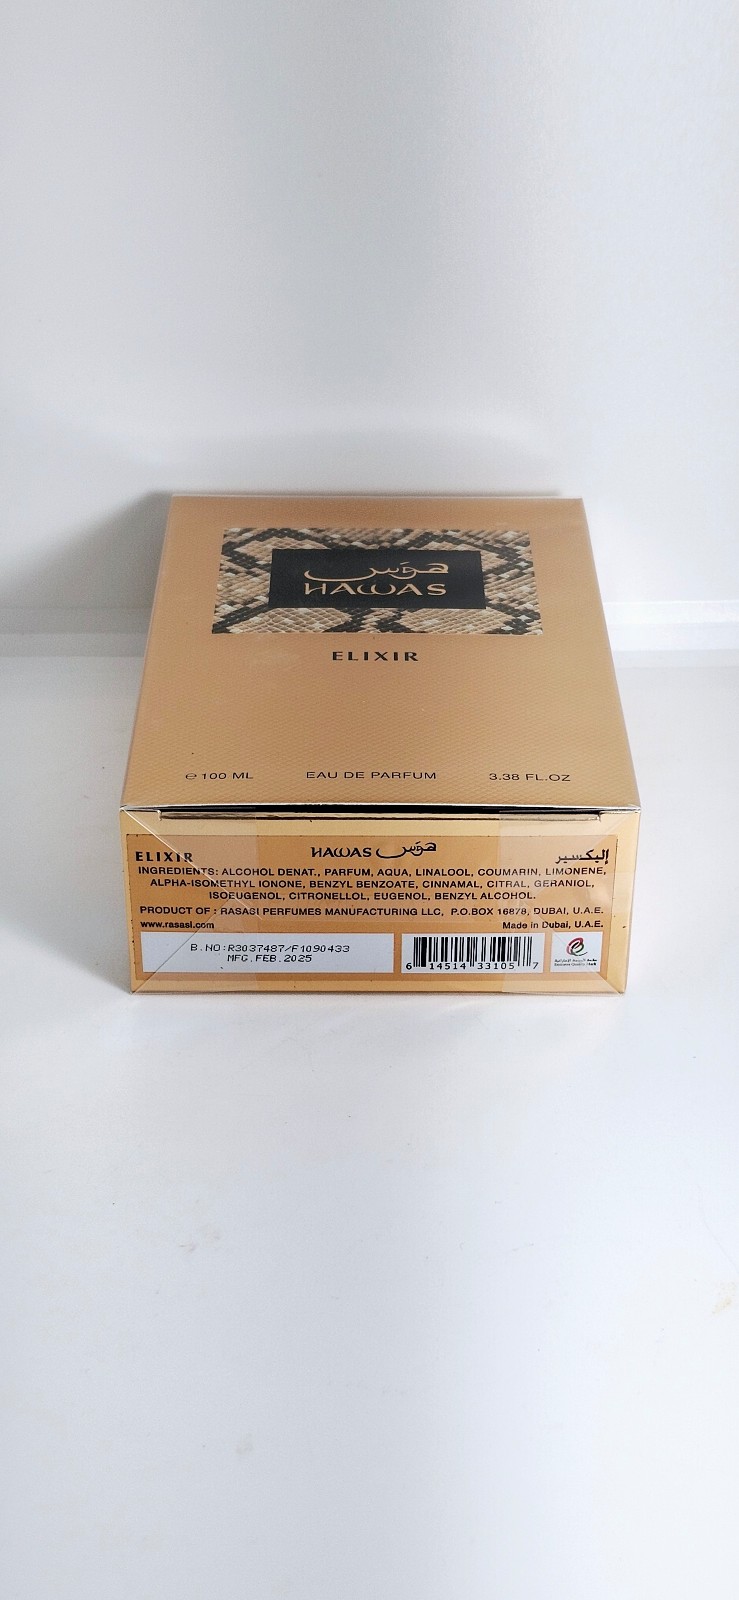 هوس
HAWAS
ELIXIR
℮ 100 ML EAU DE PARFUM 3.38 FL.OZ
ELIXIR HAWAS هوس إليكسير
INGREDIENTS: ALCOHOL DENAT., PARFUM, AQUA, LINALOOL, COUMARIN, LIMONENE,
ALPHA-ISOMETHYL IONONE, BENZYL BENZOATE, CINNAMAL, CITRAL, GERANIOL,
ISOEUGENOL, CITRONELLOL, EUGENOL, BENZYL ALCOHOL.
PRODUCT OF : RASASI PERFUMES MANUFACTURING LLC, P.O.BOX 16878, DUBAI, U.A.E.
www.rasasi.com Made in Dubai, U.A.E.
B.NO:R3037487/F1090433
MFG.FEB.2025
6 14514 33105 7